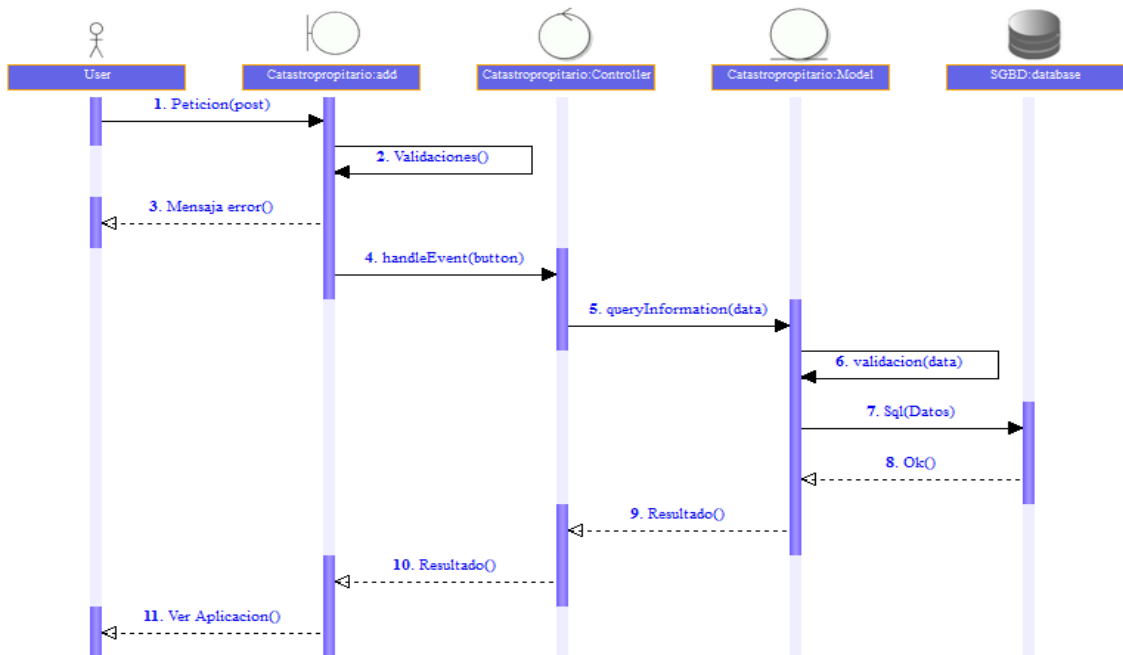 User
Catastropropitario:add
Catastropropitario:Controller
Catastropropitario:Model
SGBD:database
1. Peticion(post)
2. Validaciones()
3. Mensaja error()
4. handleEvent(button)
5. queryInformation(data)
6. validacion(data)
7. Sql(Datos)
8. Ok()
9. Resultado()
10. Resultado()
11. Ver Aplicacion()